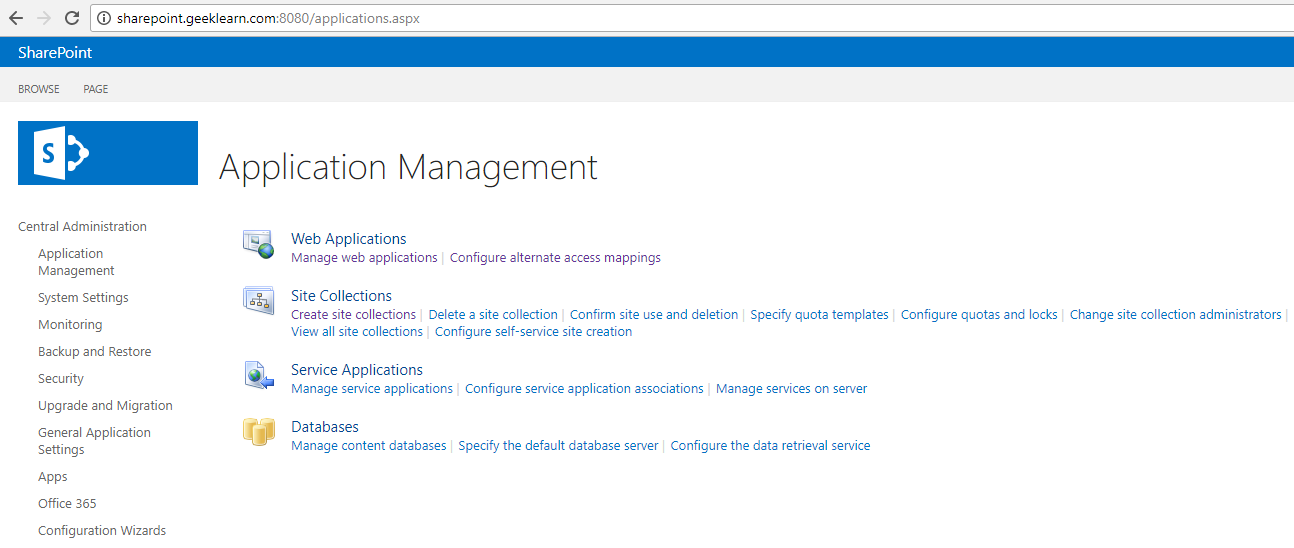 sharepoint.geeklearn.com:8080/applications.aspx
SharePoint
BROWSE PAGE
S
Application Management
Central Administration
Application
Management
System Settings
Monitoring
Backup and Restore
Security
Upgrade and Migration
General Application
Settings
Apps
Office 365
Configuration Wizards
Web Applications
Manage web applications | Configure alternate access mappings
Site Collections
Create site collections | Delete a site collection | Confirm site use and deletion | Specify quota templates | Configure quotas and locks | Change site collection administrators |
View all site collections | Configure self-service site creation
Service Applications
Manage service applications | Configure service application associations | Manage services on server
Databases
Manage content databases | Specify the default database server | Configure the data retrieval service